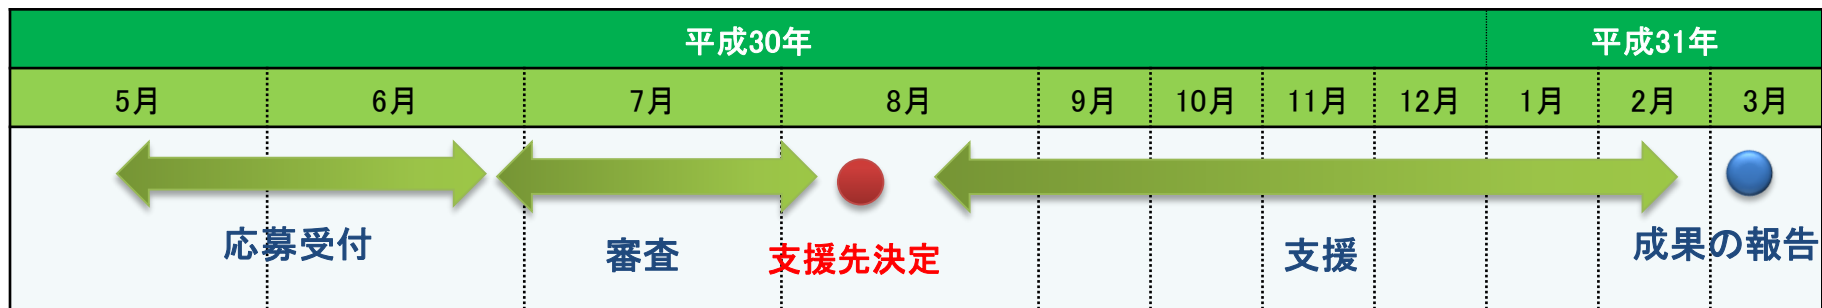 平成30年 平成31年
5月 6月 7月 8月 9月 10月 11月 12月 1月 2月 3月
応募受付 審査 支援先決定 支援 成果の報告